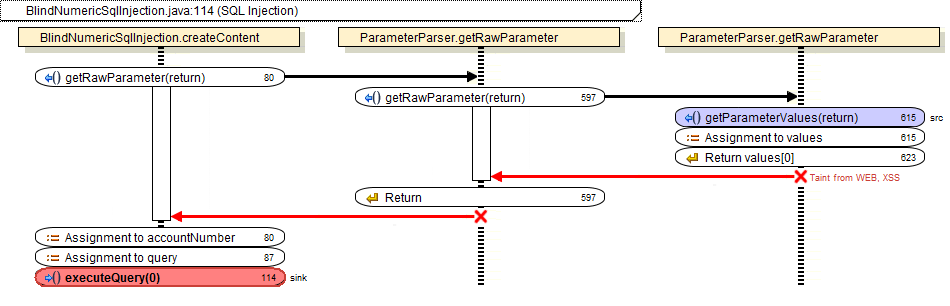 BlindNumericSqlInjection.java:114 (SQL Injection)
BlindNumericSqlInjection.createContent
ParameterParser.getRawParameter
ParameterParser.getRawParameter
getRawParameter(return) 80
getRawParameter(return) 597
getParameterValues(return) 615 src
Assignment to values 615
Return values[0] 623
Taint from WEB, XSS
Return 597
Assignment to accountNumber 80
Assignment to query 87
executeQuery(0) 114 sink